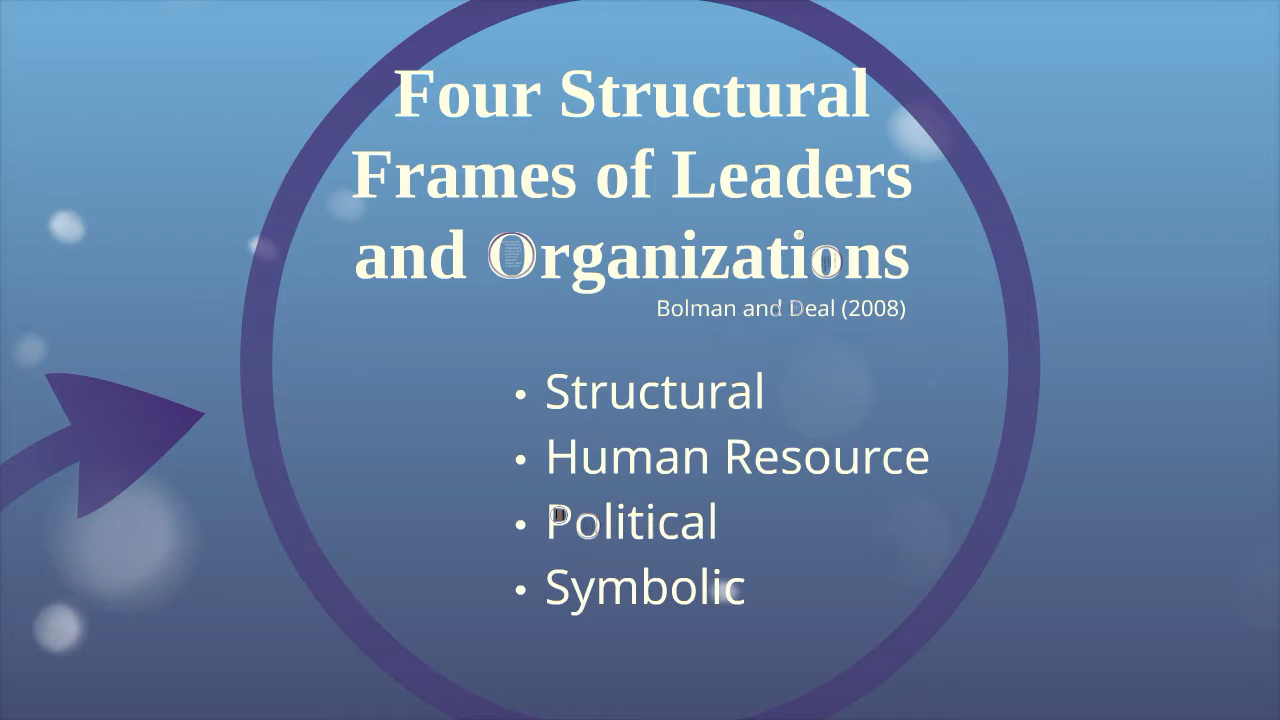 Four Structural
Frames of Leaders
and Organizations
Bolman and Deal (2008)
• Structural
• Human Resource
• Political
• Symbolic